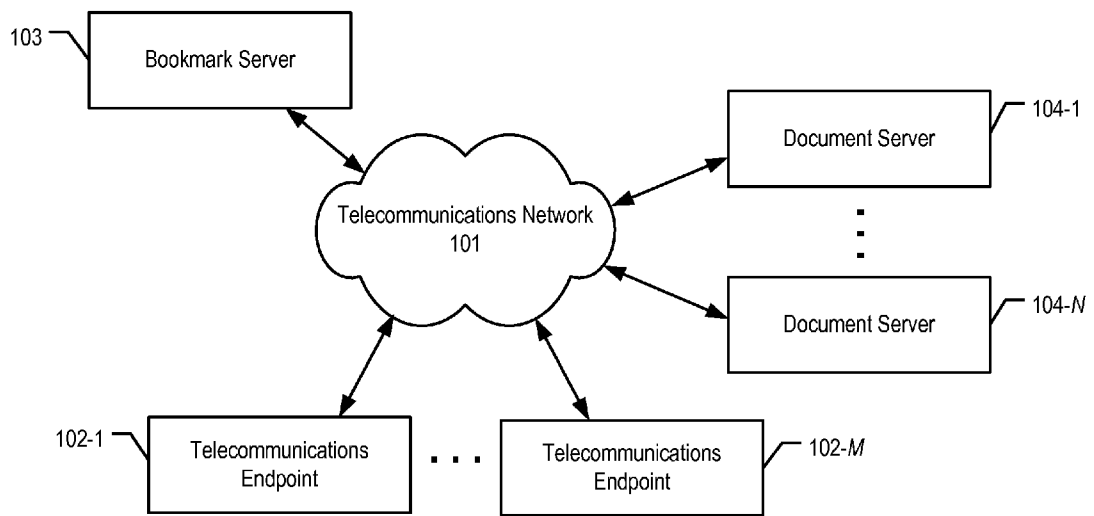 103
Bookmark Server
Document Server
104-1
Telecommunications Network
101
Document Server
104-N
102-1
Telecommunications
Endpoint
Telecommunications
Endpoint
102-M